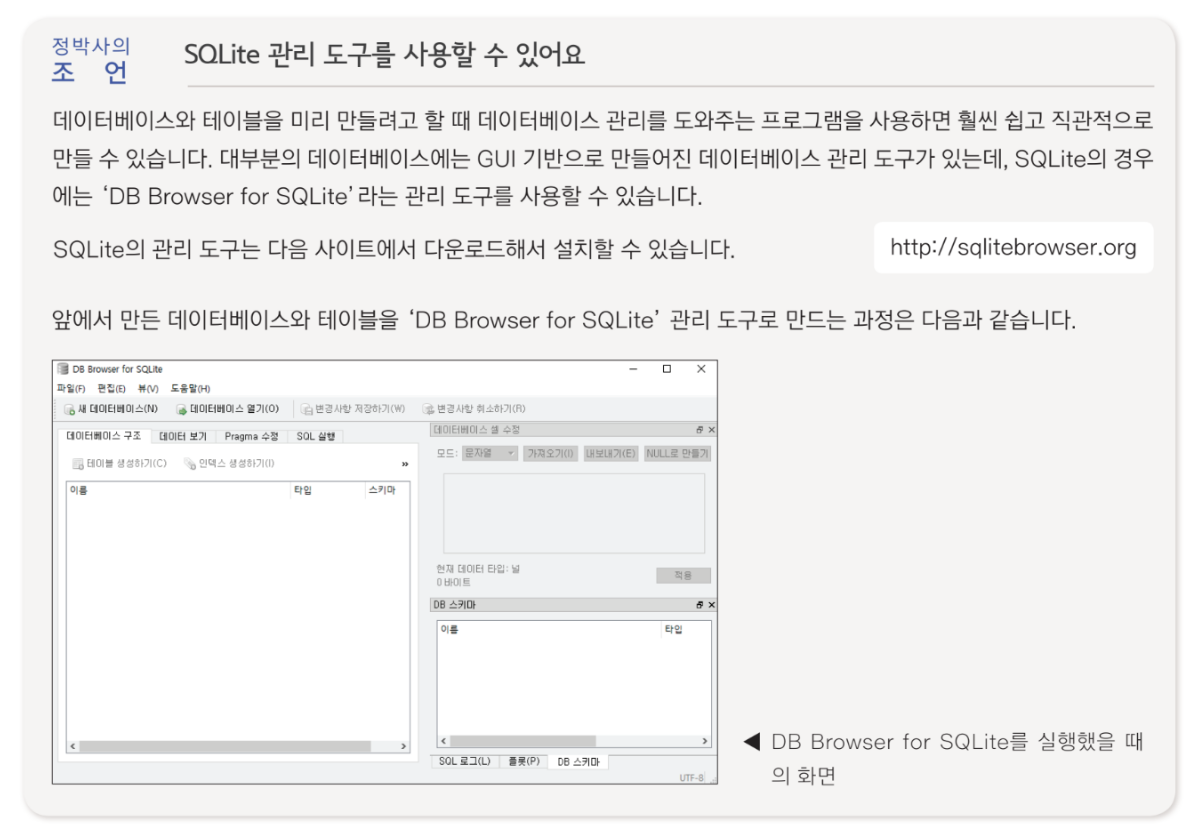 정박사의
조 언
SQLite 관리 도구를 사용할 수 있어요
데이터베이스와 테이블을 미리 만들려고 할 때 데이터베이스 관리를 도와주는 프로그램을 사용하면 훨씬 쉽고 직관적으로
만들 수 있습니다. 대부분의 데이터베이스에는 GUI 기반으로 만들어진 데이터베이스 관리 도구가 있는데, SQLite의 경우
에는 ‘DB Browser for SQLite’라는 관리 도구를 사용할 수 있습니다.
SQLite의 관리 도구는 다음 사이트에서 다운로드해서 설치할 수 있습니다.
http://sqlitebrowser.org
앞에서 만든 데이터베이스와 테이블을 ‘DB Browser for SQLite’ 관리 도구로 만드는 과정은 다음과 같습니다.
DB Browser for SQLite
파일(F) 편집(E) 뷰(V) 도움말(H)
새 데이터베이스(N) 데이터베이스 열기(O) 변경사항 저장하기(W) 변경사항 취소하기(R)
데이터베이스 구조 데이터 보기 Pragma 수정 SQL 실행
테이블 생성하기(C) 인덱스 생성하기(I) »
이름 타입 스키마
데이터베이스 셀 수정
모드: 문자열 가져오기(I) 내보내기(E) NULL로 만들기
현재 데이터 타입: 널
0 바이트
적용
DB 스키마
이름 타입
SQL 로그(L) 플롯(P) DB 스키마
UTF-8
◀ DB Browser for SQLite를 실행했을 때
의 화면